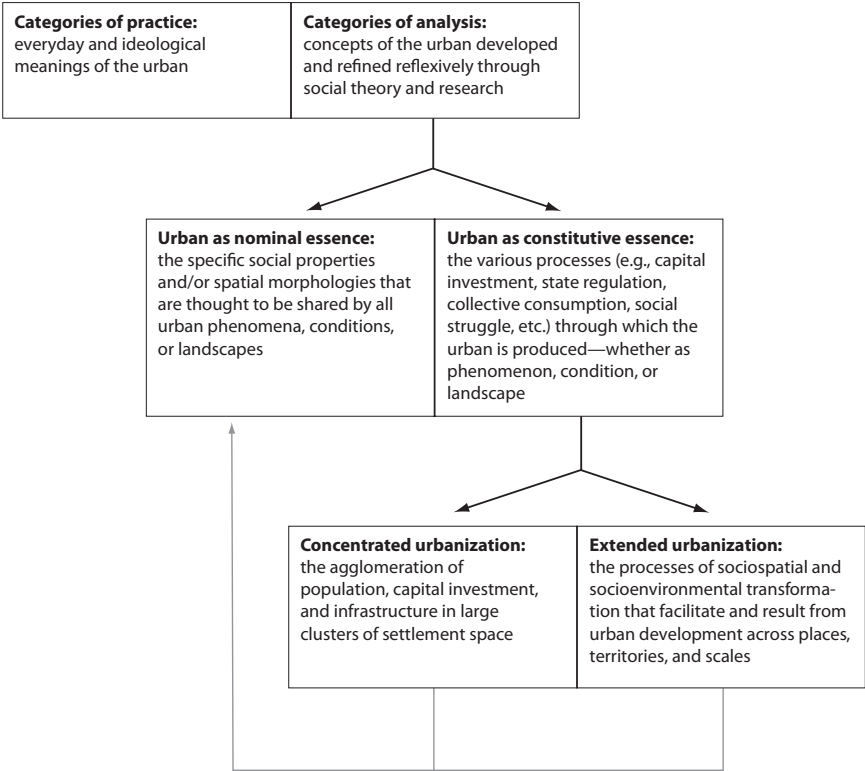 Categories of practice:
everyday and ideological
meanings of the urban
Categories of analysis:
concepts of the urban developed
and refined reflexively through
social theory and research
Urban as nominal essence:
the specific social properties
and/or spatial morphologies that
are thought to be shared by all
urban phenomena, conditions,
or landscapes
Urban as constitutive essence:
the various processes (e.g., capital
investment, state regulation,
collective consumption, social
struggle, etc.) through which the
urban is produced—whether as
phenomenon, condition, or
landscape
Concentrated urbanization:
the agglomeration of
population, capital investment,
and infrastructure in large
clusters of settlement space
Extended urbanization:
the processes of sociospatial and
socioenvironmental transforma-
tion that facilitate and result from
urban development across places,
territories, and scales